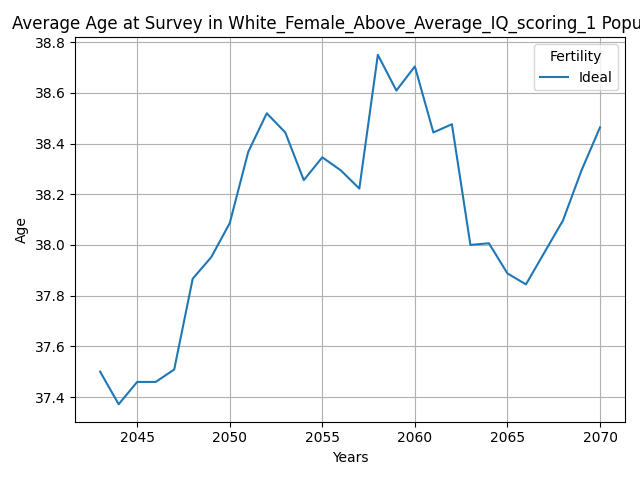 Average Age at Survey in White_Female_Above_Average_IQ_scoring_1 Popu
38.8
38.6
38.4
38.2
38.0
37.8
37.6
37.4
Age
Fertility
Ideal
2045 2050 2055 2060 2065 2070
Years